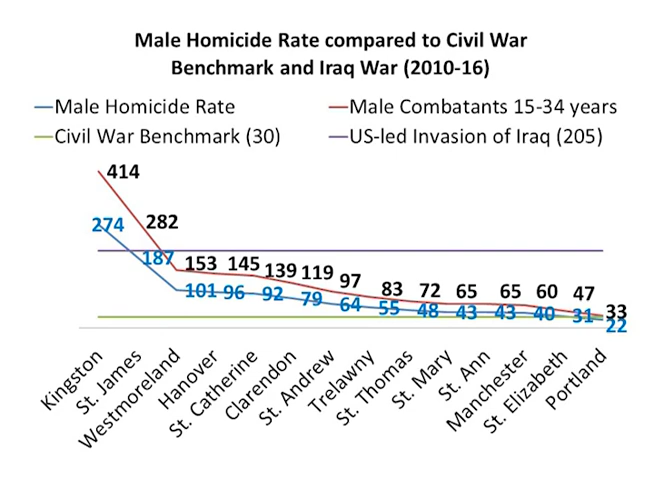 Male Homicide Rate compared to Civil War
Benchmark and Iraq War (2010-16)
Male Homicide Rate Male Combatants 15-34 years
Civil War Benchmark (30) US-led Invasion of Iraq (205)
414
274 282
187 153 145 139 119 97 83 72 65 65 60 47 33
101 96 92 79 64 55 48 43 43 40 31 22
Kingston
St. James
Westmoreland
Hanover
St. Catherine
Clarendon
St. Andrew
Trelawny
St. Thomas
St. Mary
St. Ann
Manchester
St. Elizabeth
Portland